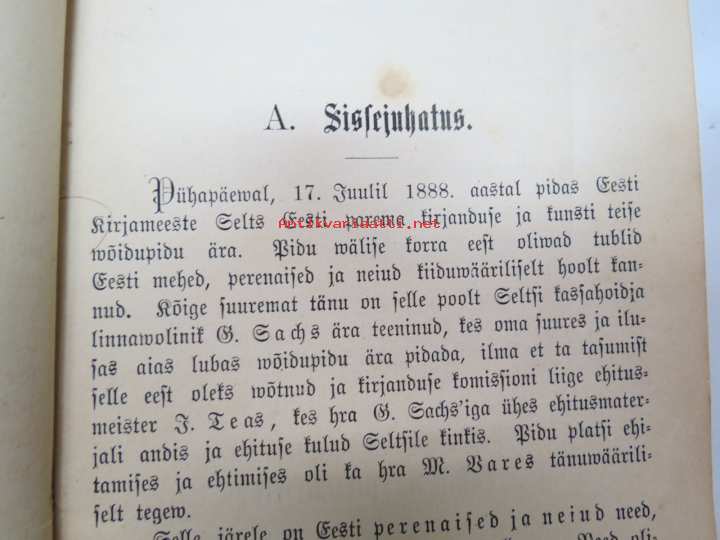 A. Sissejuhatus.
Pühapäewal, 17. Juulil 1888. aastal pidas Eesti
Kirjameeste Selts Eesti parema kirjanduse ja kunsti teise
wõidupidu ära. Pidu wälise korra eest oliwad tublid
Eesti mehed, perenaised ja neiud kiiduwääriliselt hoolt kan-
nud. Kõige suuremat tänu on selle poolt Seltsi kassahoidja
linnawolinik G. Sachs ära teeninud, kes oma suures ja ilu-
sas aias lubas wõidupidu ära pidada, ilma et ta tasumist
selle eest oleks wõtnud ja kirjanduse komissioni liige ehitus-
meister J. Teas, kes hra G. Sachs'iga ühes ehitusmater-
jali andis ja ehituse kulud Seltsile kinkis. Pidu platsi ehi-
tamises ja ehtimises oli ka hra M. Vares tänuwäärili-
selt tegew.
Selle järele on Eesti perenaised ja neiud need,